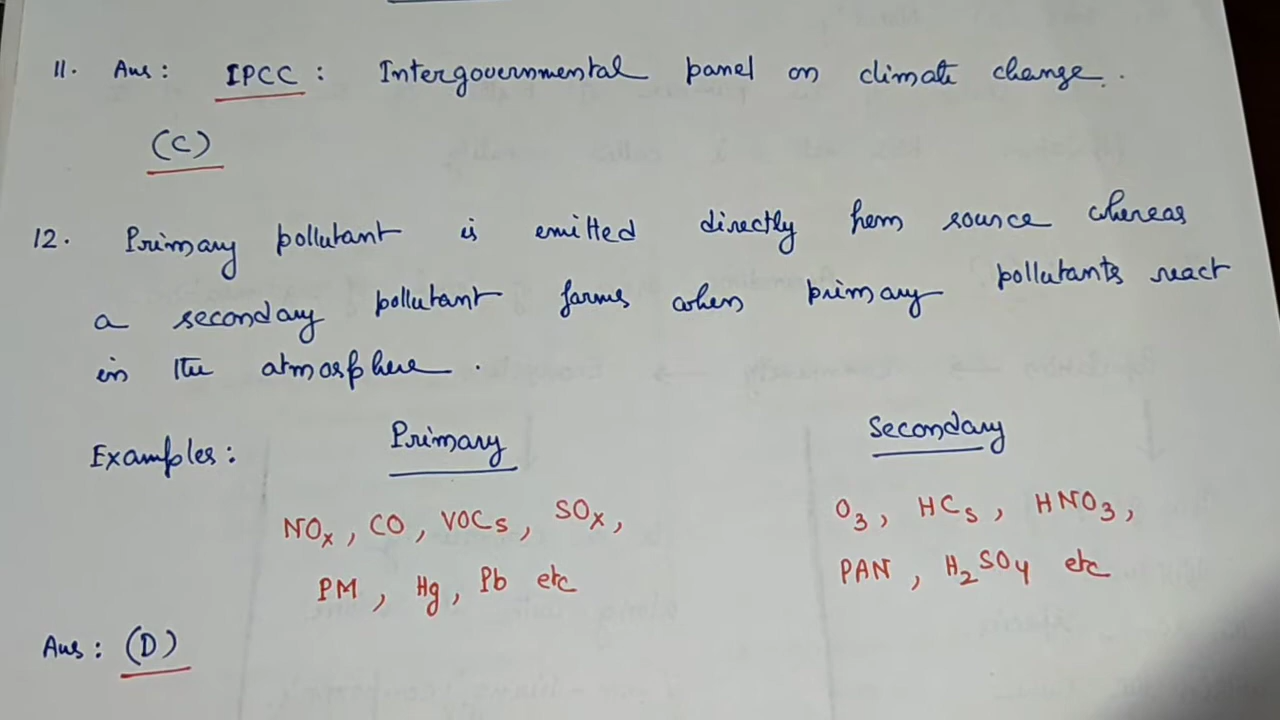 11. Ans : IPCC : Intergovernmental panel on climate change.
(C)
12. Primary pollutant is emitted directly from source whereas
a secondary pollutant forms when primary pollutants react
in the atmosphere.
Examples : Primary Secondary
NOx, CO, VOCs, SOx, O3, HCs, HNO3,
PM, Hg, Pb etc PAN, H2SO4 etc
Ans : (D)